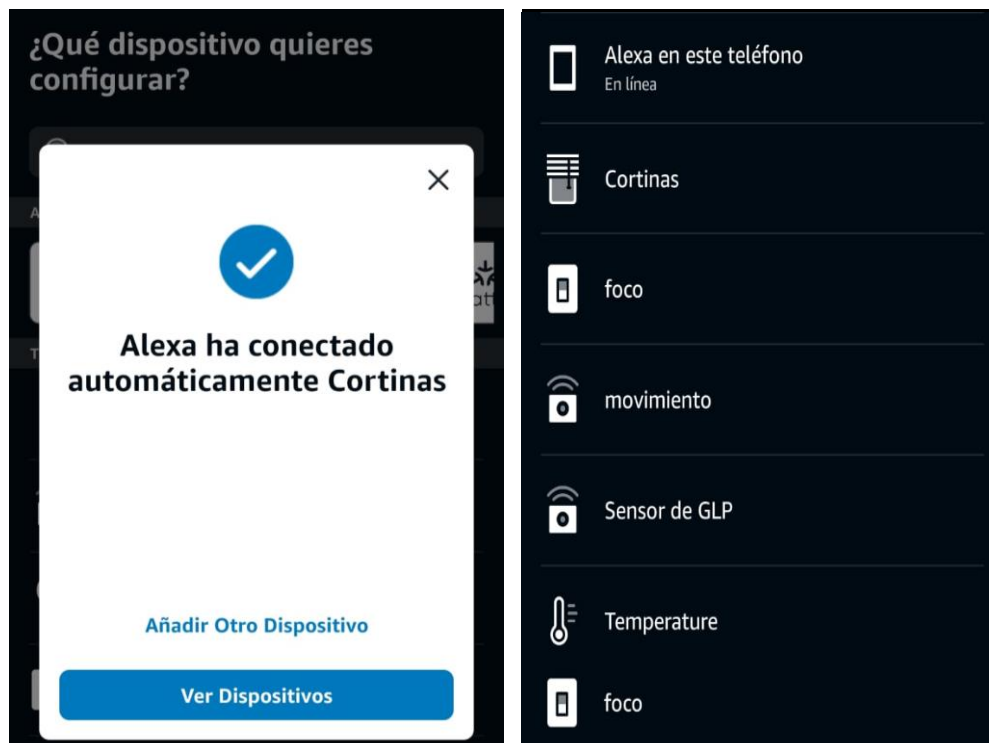 ¿Qué dispositivo quieres
configurar?
A
att
T
Alexa ha conectado
automáticamente Cortinas
Añadir Otro Dispositivo
Ver Dispositivos
Alexa en este teléfono
En línea
Cortinas
foco
movimiento
Sensor de GLP
Temperature
foco